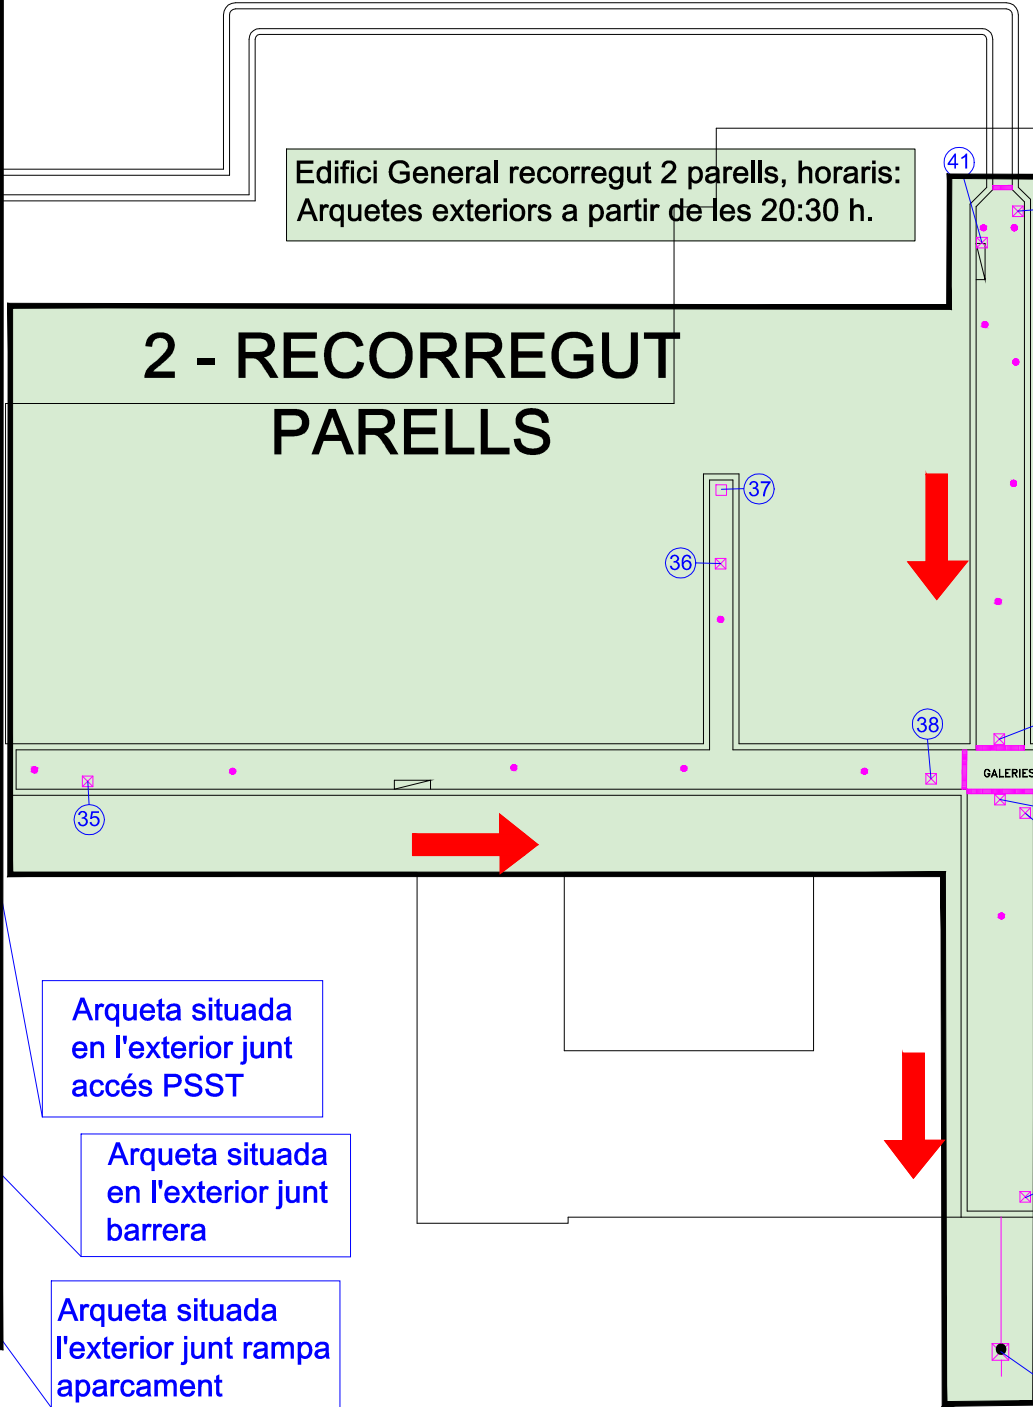 Edifici General recorregut 2 parells, horaris:
Arquetes exteriors a partir de les 20:30 h.
41
2 - RECORREGUT
PARELLS
37
36
38
GALERIES
35
Arqueta situada
en l'exterior junt
accés PSST
Arqueta situada
en l'exterior junt
barrera
Arqueta situada
l'exterior junt rampa
aparcament